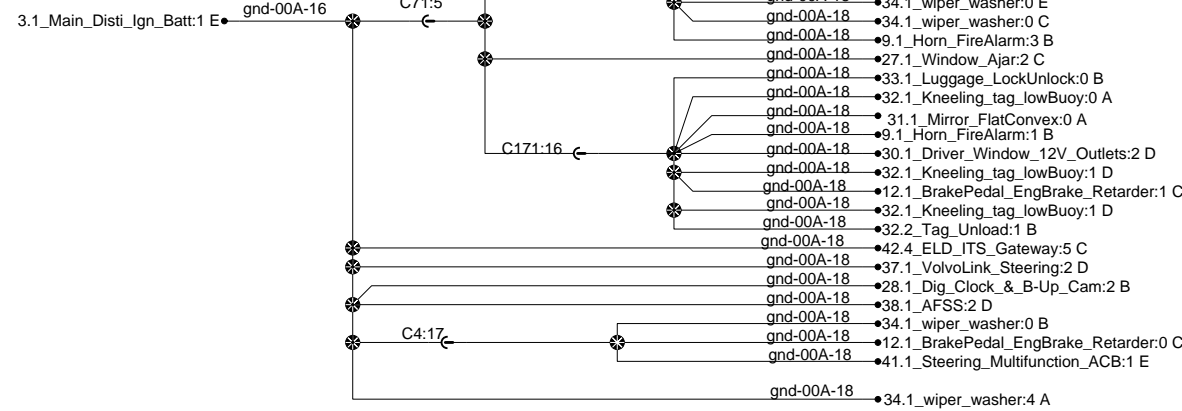 3.1_Main_Disti_Ign_Batt:1 E
gnd-00A-16
C71:5
34.1_wiper_washer:0 E
gnd-00A-18 34.1_wiper_washer:0 C
gnd-00A-18 9.1_Horn_FireAlarm:3 B
gnd-00A-18 27.1_Window_Ajar:2 C
gnd-00A-18 33.1_Luggage_LockUnlock:0 B
gnd-00A-18 32.1_Kneeling_tag_lowBuoy:0 A
gnd-00A-18 31.1_Mirror_FlatConvex:0 A
gnd-00A-18 9.1_Horn_FireAlarm:1 B
C171:16
gnd-00A-18 30.1_Driver_Window_12V_Outlets:2 D
gnd-00A-18 32.1_Kneeling_tag_lowBuoy:1 D
gnd-00A-18 12.1_BrakePedal_EngBrake_Retarder:1 C
gnd-00A-18 32.1_Kneeling_tag_lowBuoy:1 D
gnd-00A-18 32.2_Tag_Unload:1 B
gnd-00A-18 42.4_ELD_ITS_Gateway:5 C
gnd-00A-18 37.1_VolvoLink_Steering:2 D
gnd-00A-18 28.1_Dig_Clock_&_B-Up_Cam:2 B
gnd-00A-18 38.1_AFSS:2 D
gnd-00A-18 34.1_wiper_washer:0 B
C4:17
gnd-00A-18 12.1_BrakePedal_EngBrake_Retarder:0 C
gnd-00A-18 41.1_Steering_Multifunction_ACB:1 E
gnd-00A-18 34.1_wiper_washer:4 A